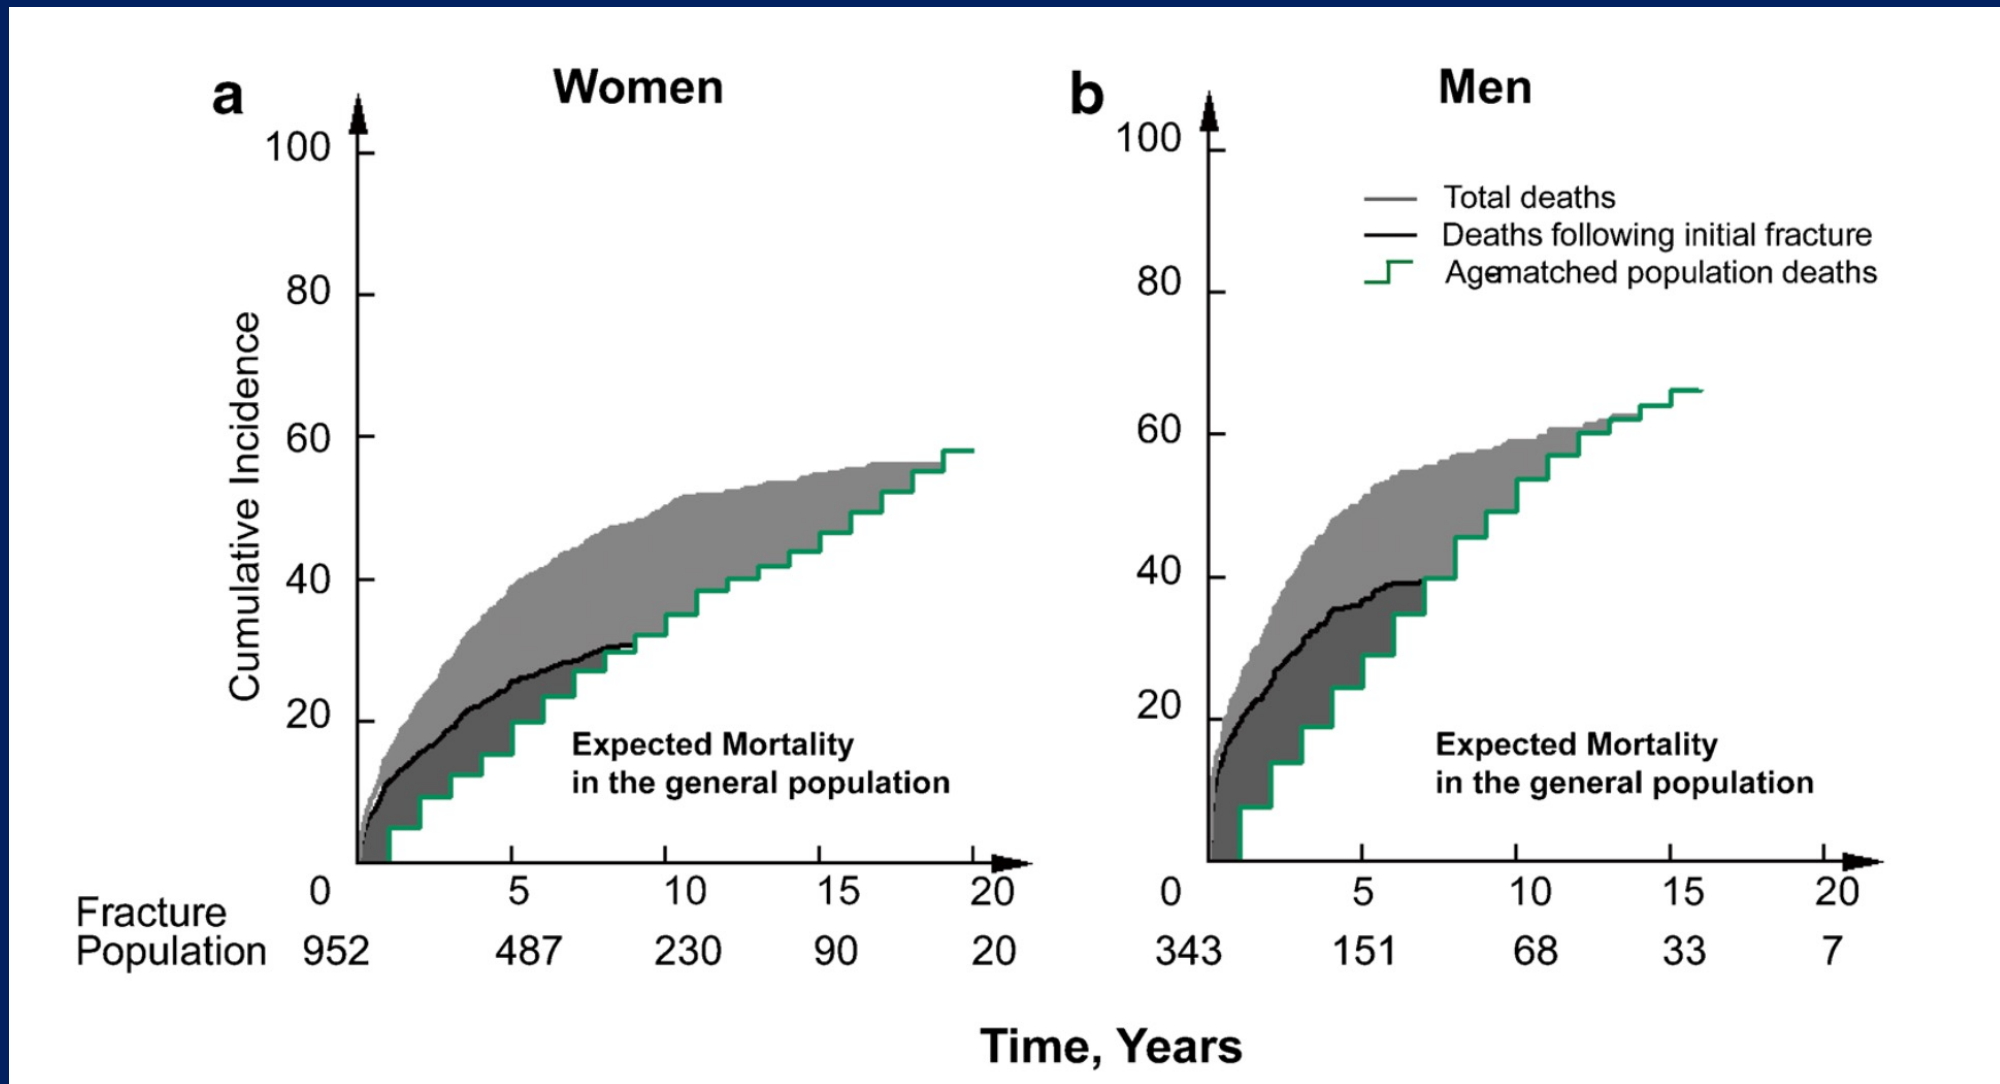 a
Women
100
80
60
40
20
Cumulative Incidence
Expected Mortality
in the general population
0 5 10 15 20
b
Men
100
80
60
40
20
Total deaths
Deaths following initial fracture
Agematched population deaths
Expected Mortality
in the general population
0 5 10 15 20
Fracture
Population 952 487 230 90 20 343 151 68 33 7
Time, Years